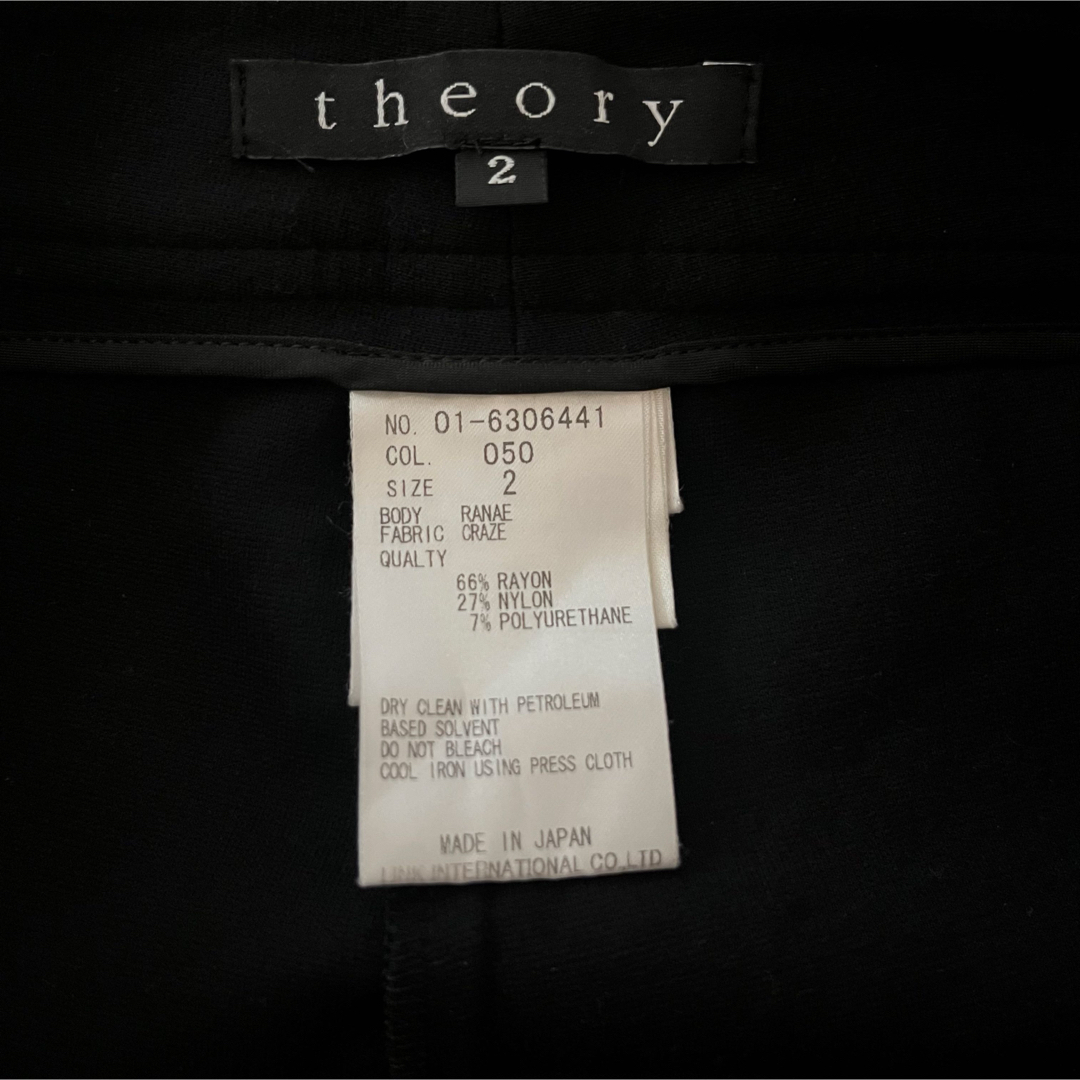 theory
2
NO. 01-6306441
COL. 050
SIZE 2
BODY RANAE
FABRIC CRAZE
QUALTY
66% RAYON
27% NYLON
7% POLYURETHANE
DRY CLEAN WITH PETROLEUM
BASED SOLVENT
DO NOT BLEACH
COOL IRON USING PRESS CLOTH
MADE IN JAPAN
LINK INTERNATIONAL CO.,LTD